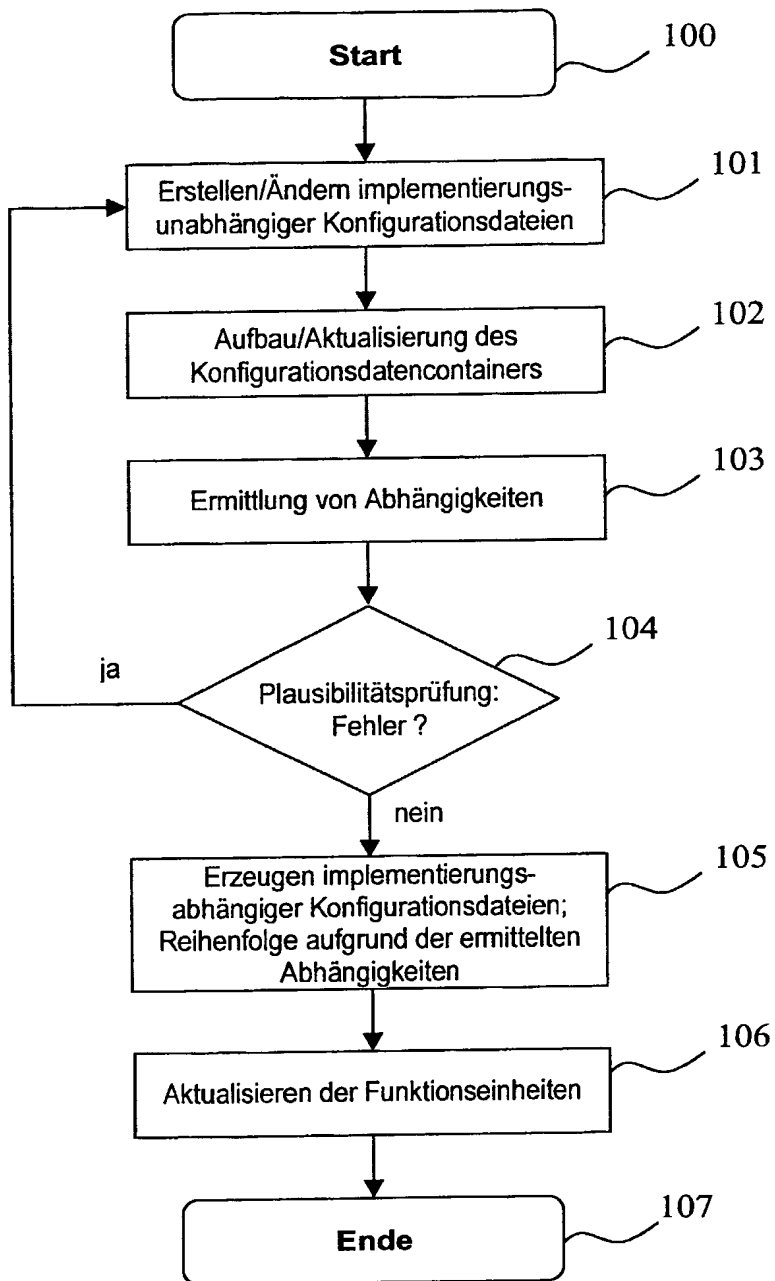 Start
100
101
Erstellen/Ändern implementierungs-
unabhängiger Konfigurationsdateien
102
Aufbau/Aktualisierung des
Konfigurationsdatencontainers
103
Ermittlung von Abhängigkeiten
104
ja
Plausibilitätsprüfung:
Fehler ?
nein
105
Erzeugen implementierungs-
abhängiger Konfigurationsdateien;
Reihenfolge aufgrund der ermittelten
Abhängigkeiten
106
Aktualisieren der Funktionseinheiten
107
Ende